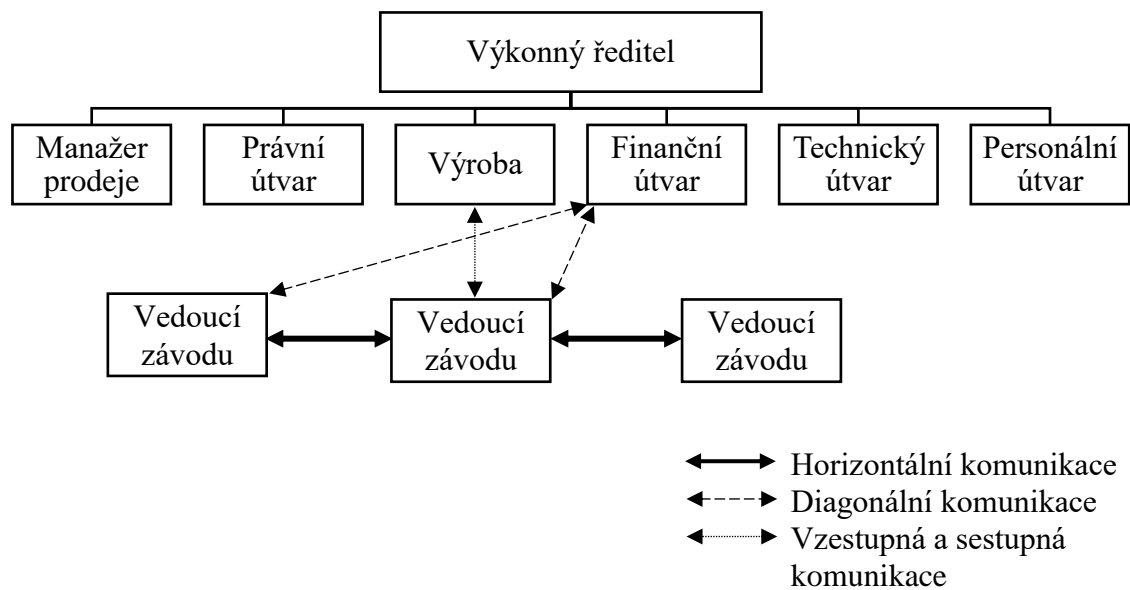 Výkonný ředitel
Manažer
prodeje
Právní
útvar
Výroba
Finanční
útvar
Technický
útvar
Personální
útvar
Vedoucí
závodu
Vedoucí
závodu
Vedoucí
závodu
Horizontální komunikace
Diagonální komunikace
Vzestupná a sestupná
komunikace